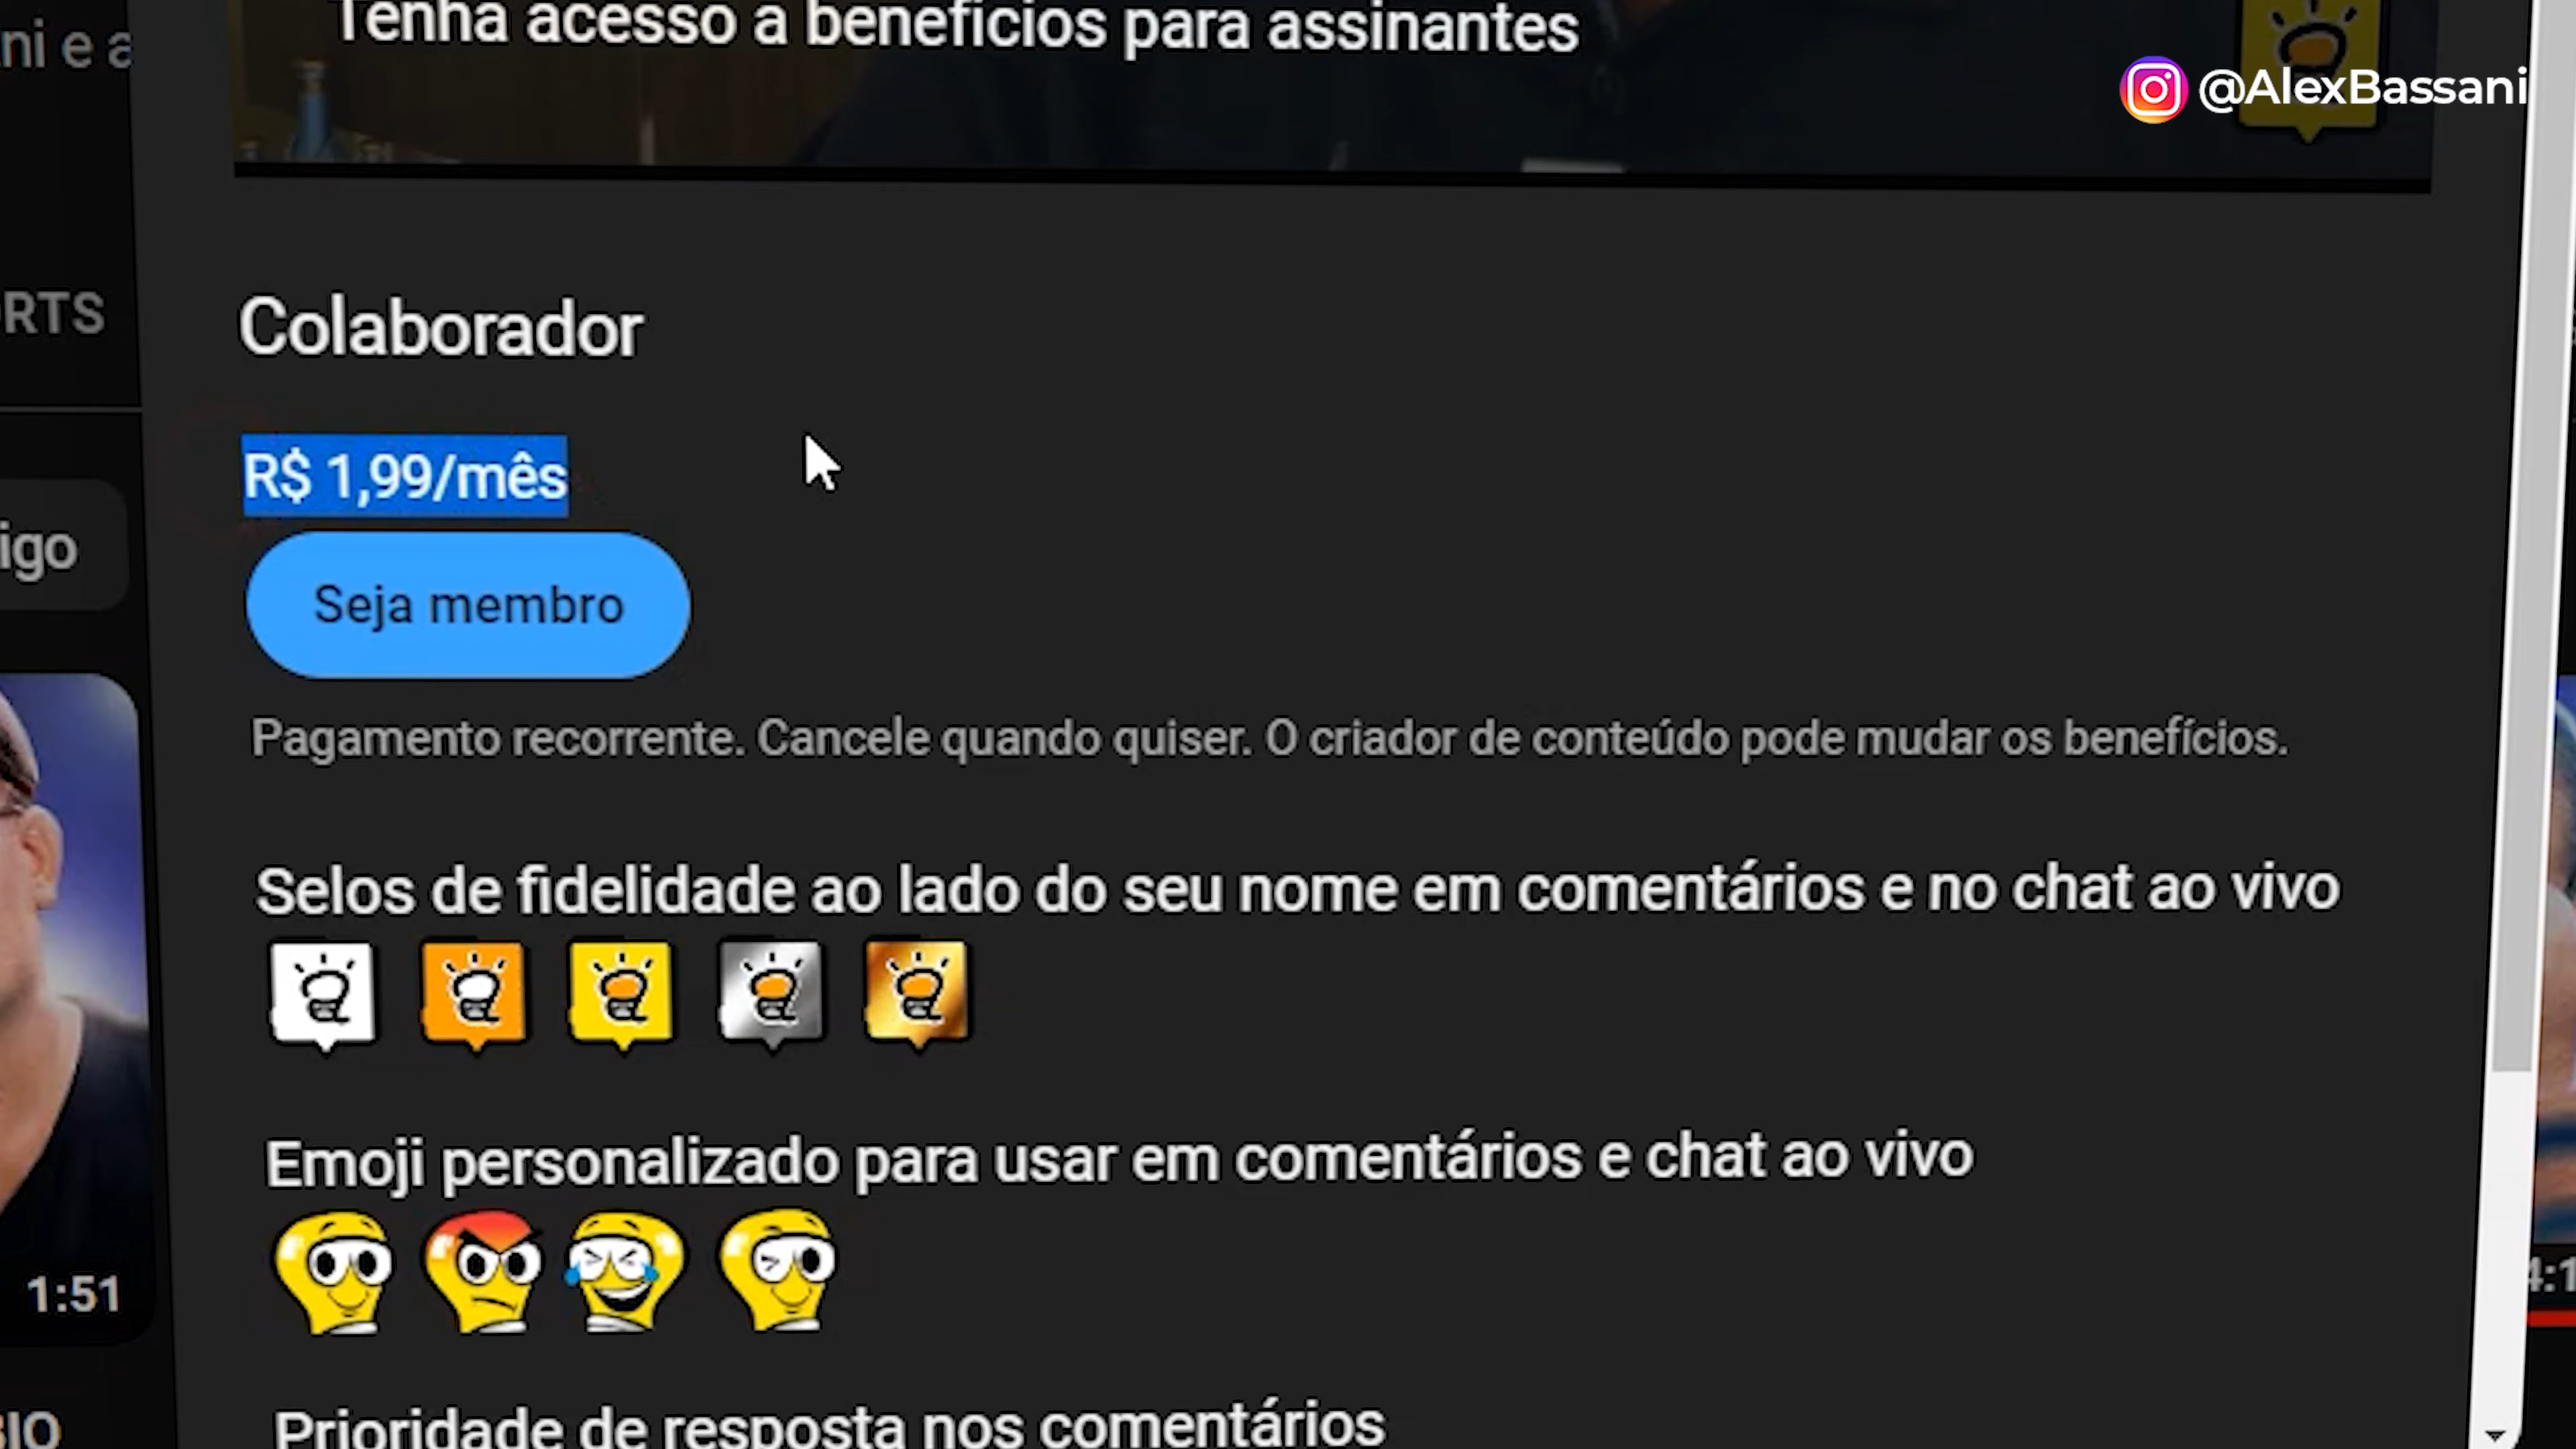 Tenha acesso a benefícios para assinantes
@AlexBassani
Colaborador
R$ 1,99/mês
igo
Seja membro
Pagamento recorrente. Cancele quando quiser. O criador de conteúdo pode mudar os benefícios.
Selos de fidelidade ao lado do seu nome em comentários e no chat ao vivo
Emoji personalizado para usar em comentários e chat ao vivo
1:51
Prioridade de resposta nos comentários